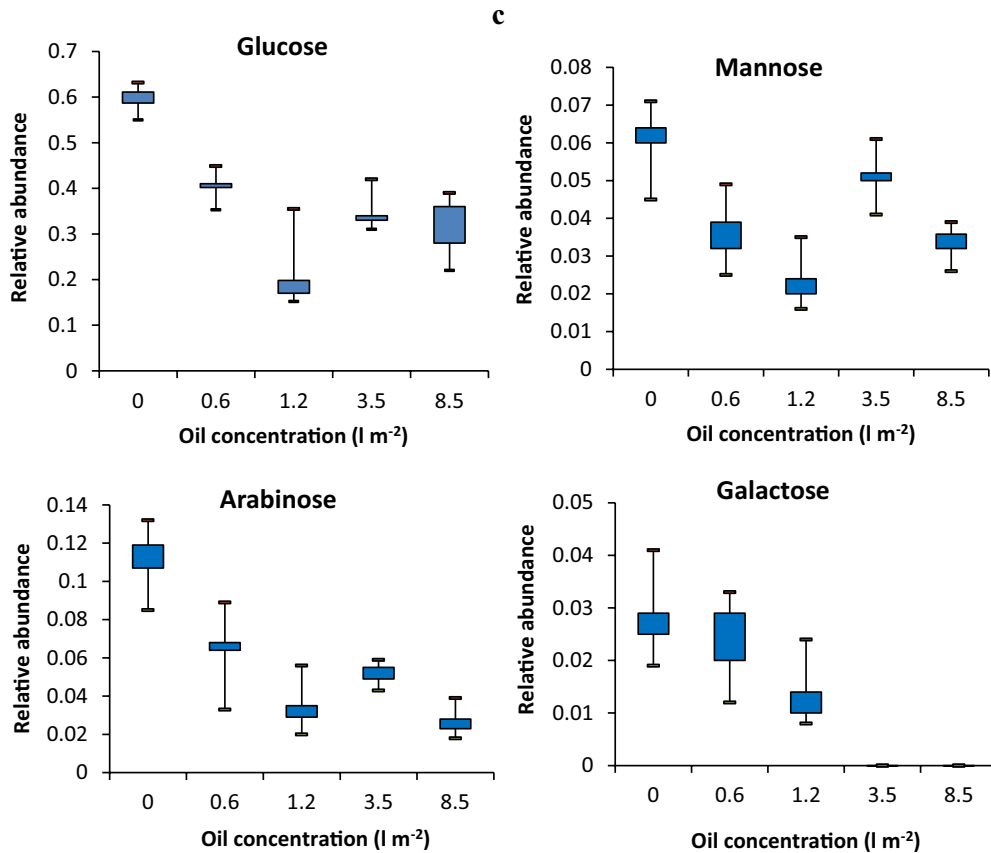 c
Glucose
Relative abundance
0.7
0.6
0.5
0.4
0.3
0.2
0.1
0
0 0.6 1.2 3.5 8.5
Oil concentration (l m⁻²)
Mannose
Relative abundance
0.08
0.07
0.06
0.05
0.04
0.03
0.02
0.01
0
0 0.6 1.2 3.5 8.5
Oil concentration (l m⁻²)
Arabinose
Relative abundance
0.14
0.12
0.1
0.08
0.06
0.04
0.02
0
0 0.6 1.2 3.5 8.5
Oil concentration (l m⁻²)
Galactose
Relative abundance
0.05
0.04
0.03
0.02
0.01
0
0 0.6 1.2 3.5 8.5
Oil concentration (l m⁻²)